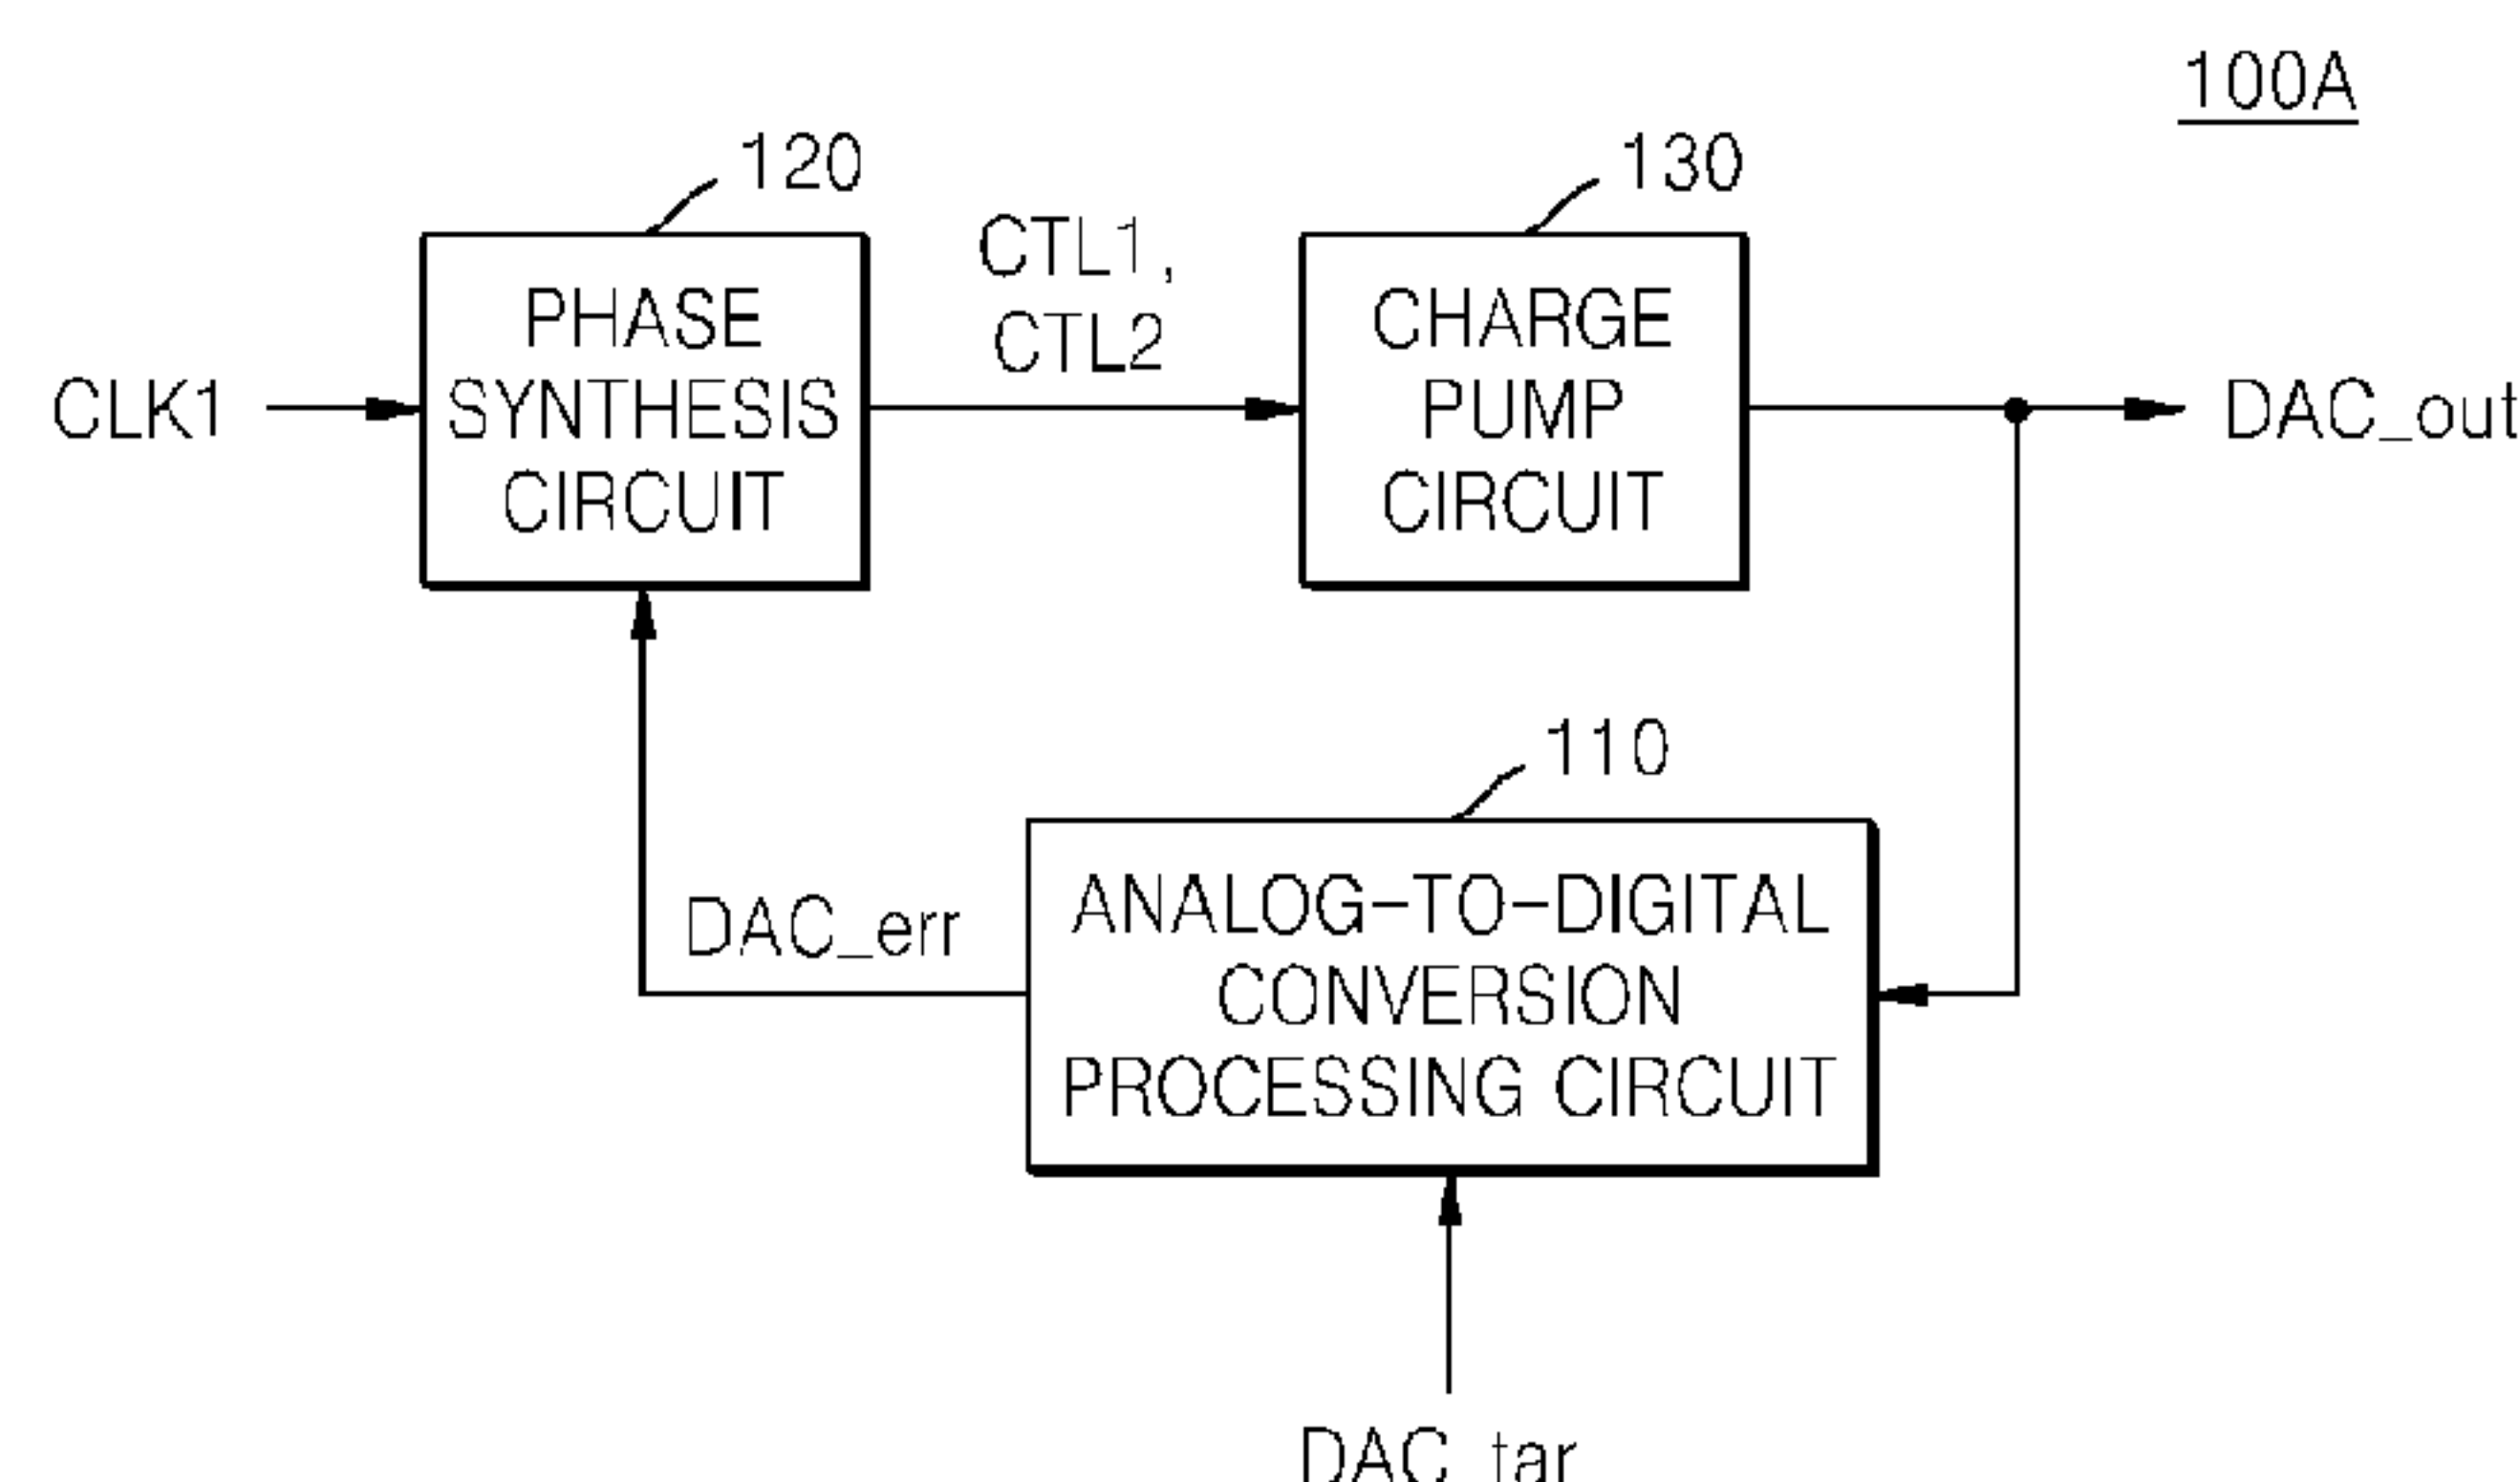 100A
120
130
CTL1,
CTL2
PHASE
SYNTHESIS
CIRCUIT
CHARGE
PUMP
CIRCUIT
CLK1
DAC_out
110
DAC_err
ANALOG-TO-DIGITAL
CONVERSION
PROCESSING CIRCUIT
DAC_tar